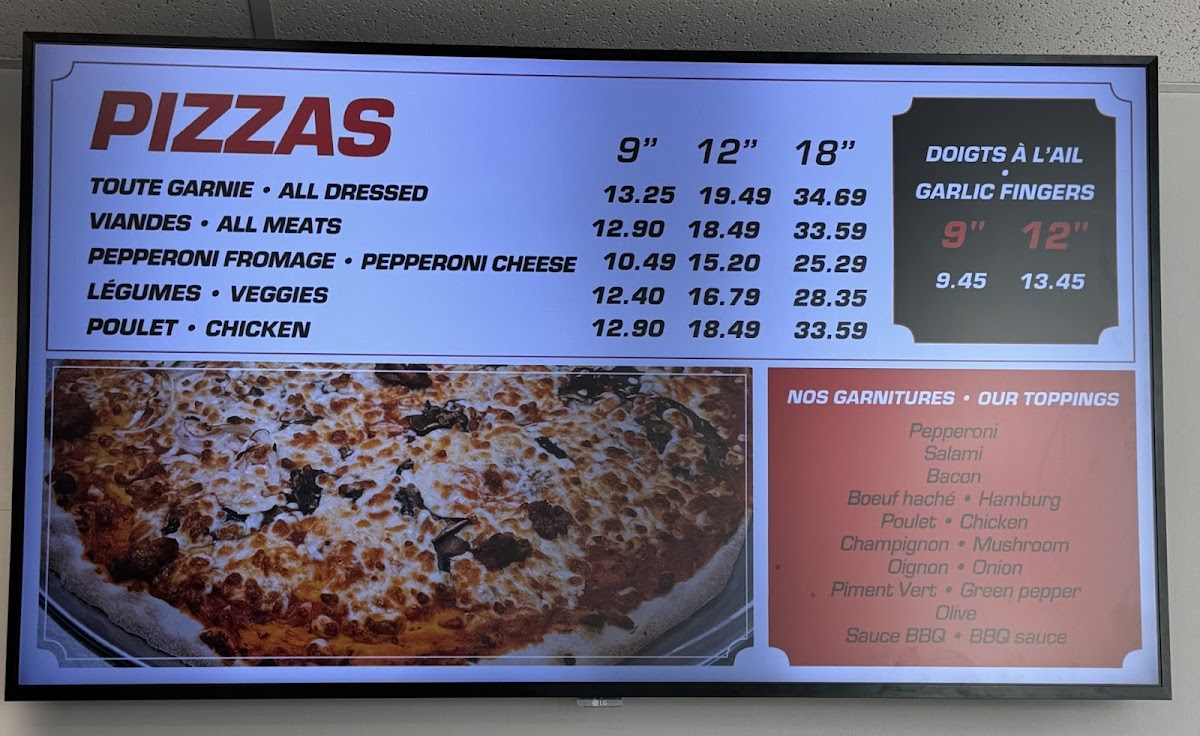 PIZZAS
9” 12” 18”
TOUTE GARNIE • ALL DRESSED 13.25 19.49 34.69
VIANDES • ALL MEATS 12.90 18.49 33.59
PEPPERONI FROMAGE • PEPPERONI CHEESE 10.49 15.20 25.29
LÉGUMES • VEGGIES 12.40 16.79 28.35
POULET • CHICKEN 12.90 18.49 33.59
DOIGTS À L’AIL
•
GARLIC FINGERS
9" 12"
9.45 13.45
NOS GARNITURES • OUR TOPPINGS
Pepperoni
Salami
Bacon
Boeuf haché • Hamburg
Poulet • Chicken
Champignon • Mushroom
Oignon • Onion
Piment Vert • Green pepper
Olive
Sauce BBQ • BBQ sauce
LG